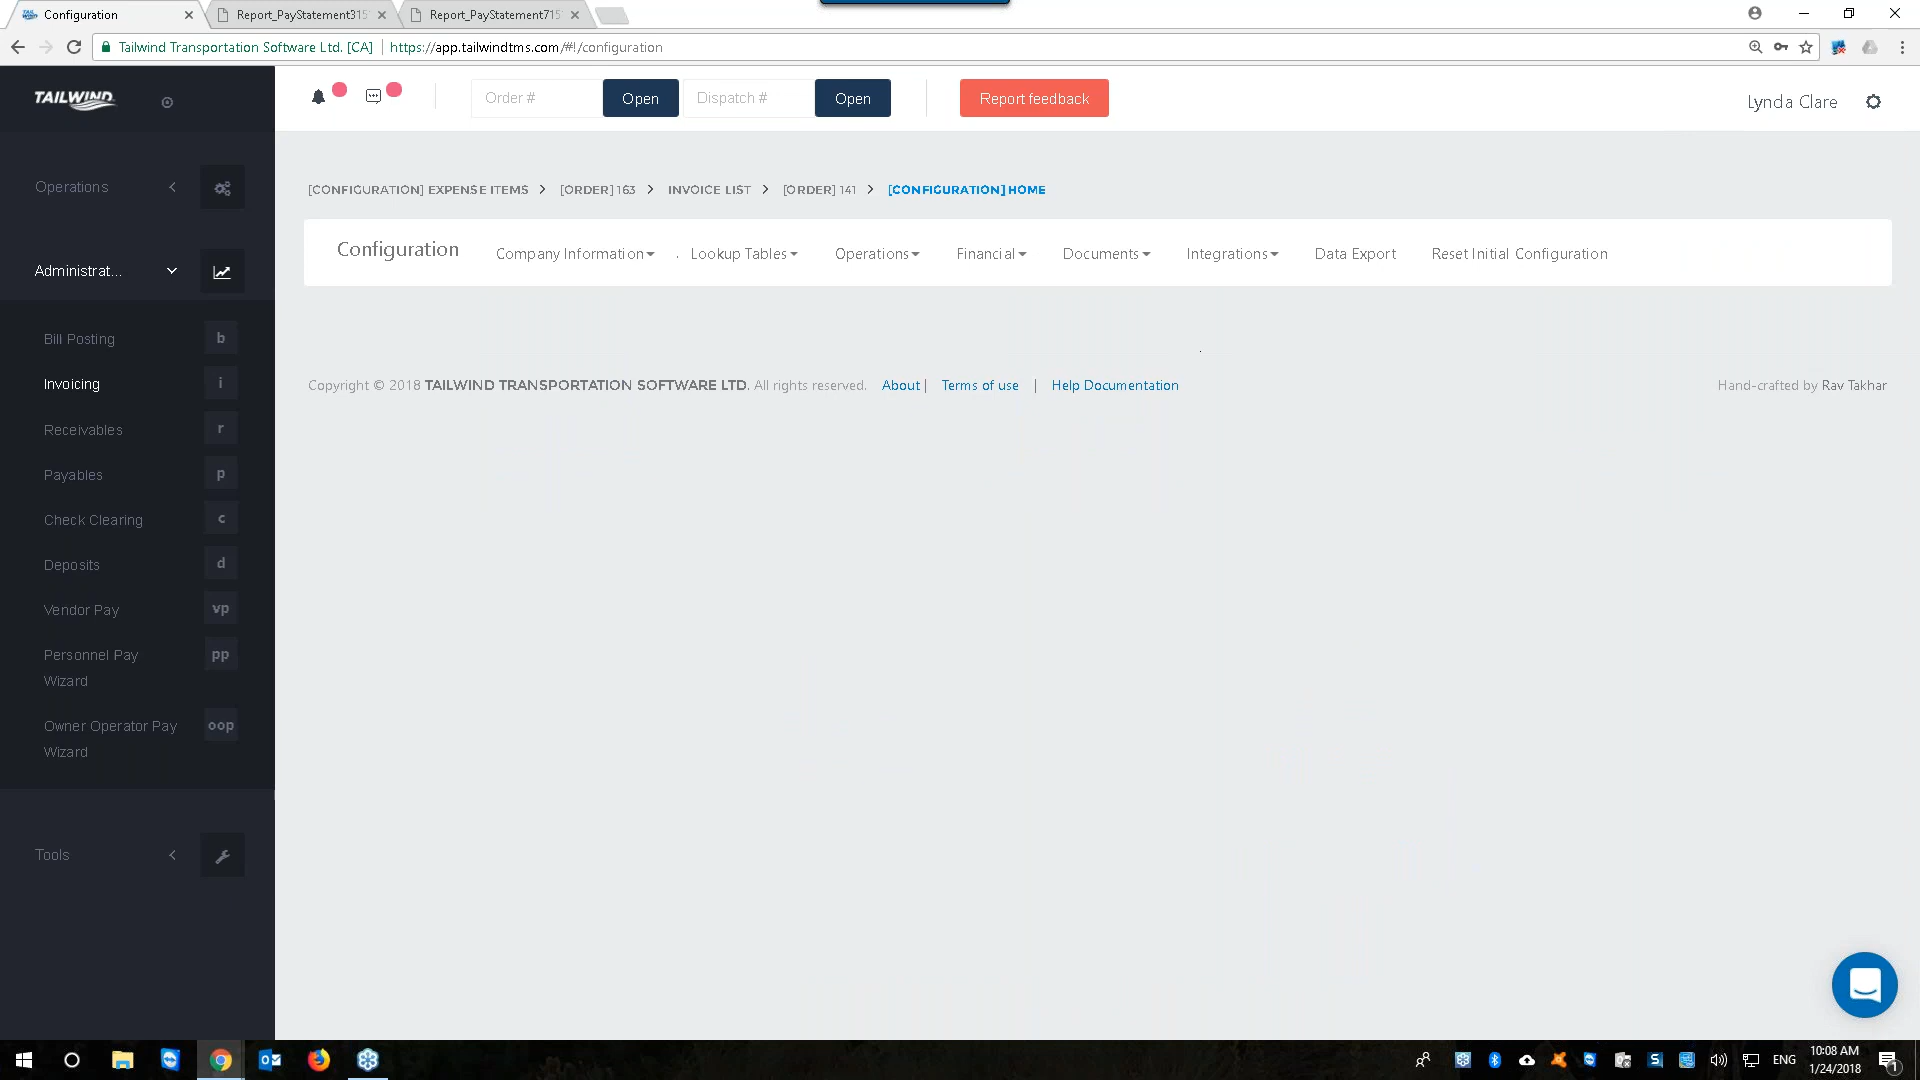 Configuration
Report_PayStatement315
Report_PayStatement715
Tailwind Transportation Software Ltd. [CA] | https://app.tailwindtms.com/#!/configuration
TAILWIND
Order #
Open
Dispatch #
Open
Report feedback
Lynda Clare
Operations
[CONFIGURATION] EXPENSE ITEMS
[ORDER] 163
INVOICE LIST
[ORDER] 141
[CONFIGURATION] HOME
Configuration
Company Information
Lookup Tables
Operations
Financial
Documents
Integrations
Data Export
Reset Initial Configuration
Administrat...
Bill Posting b
Invoicing i
Receivables r
Payables p
Check Clearing c
Deposits d
Vendor Pay vp
Personnel Pay pp
Wizard
Owner Operator Pay oop
Wizard
Tools
Copyright © 2018 TAILWIND TRANSPORTATION SOFTWARE LTD. All rights reserved. About | Terms of use | Help Documentation
Hand-crafted by Rav Takhar
ENG
10:08 AM
1/24/2018
1